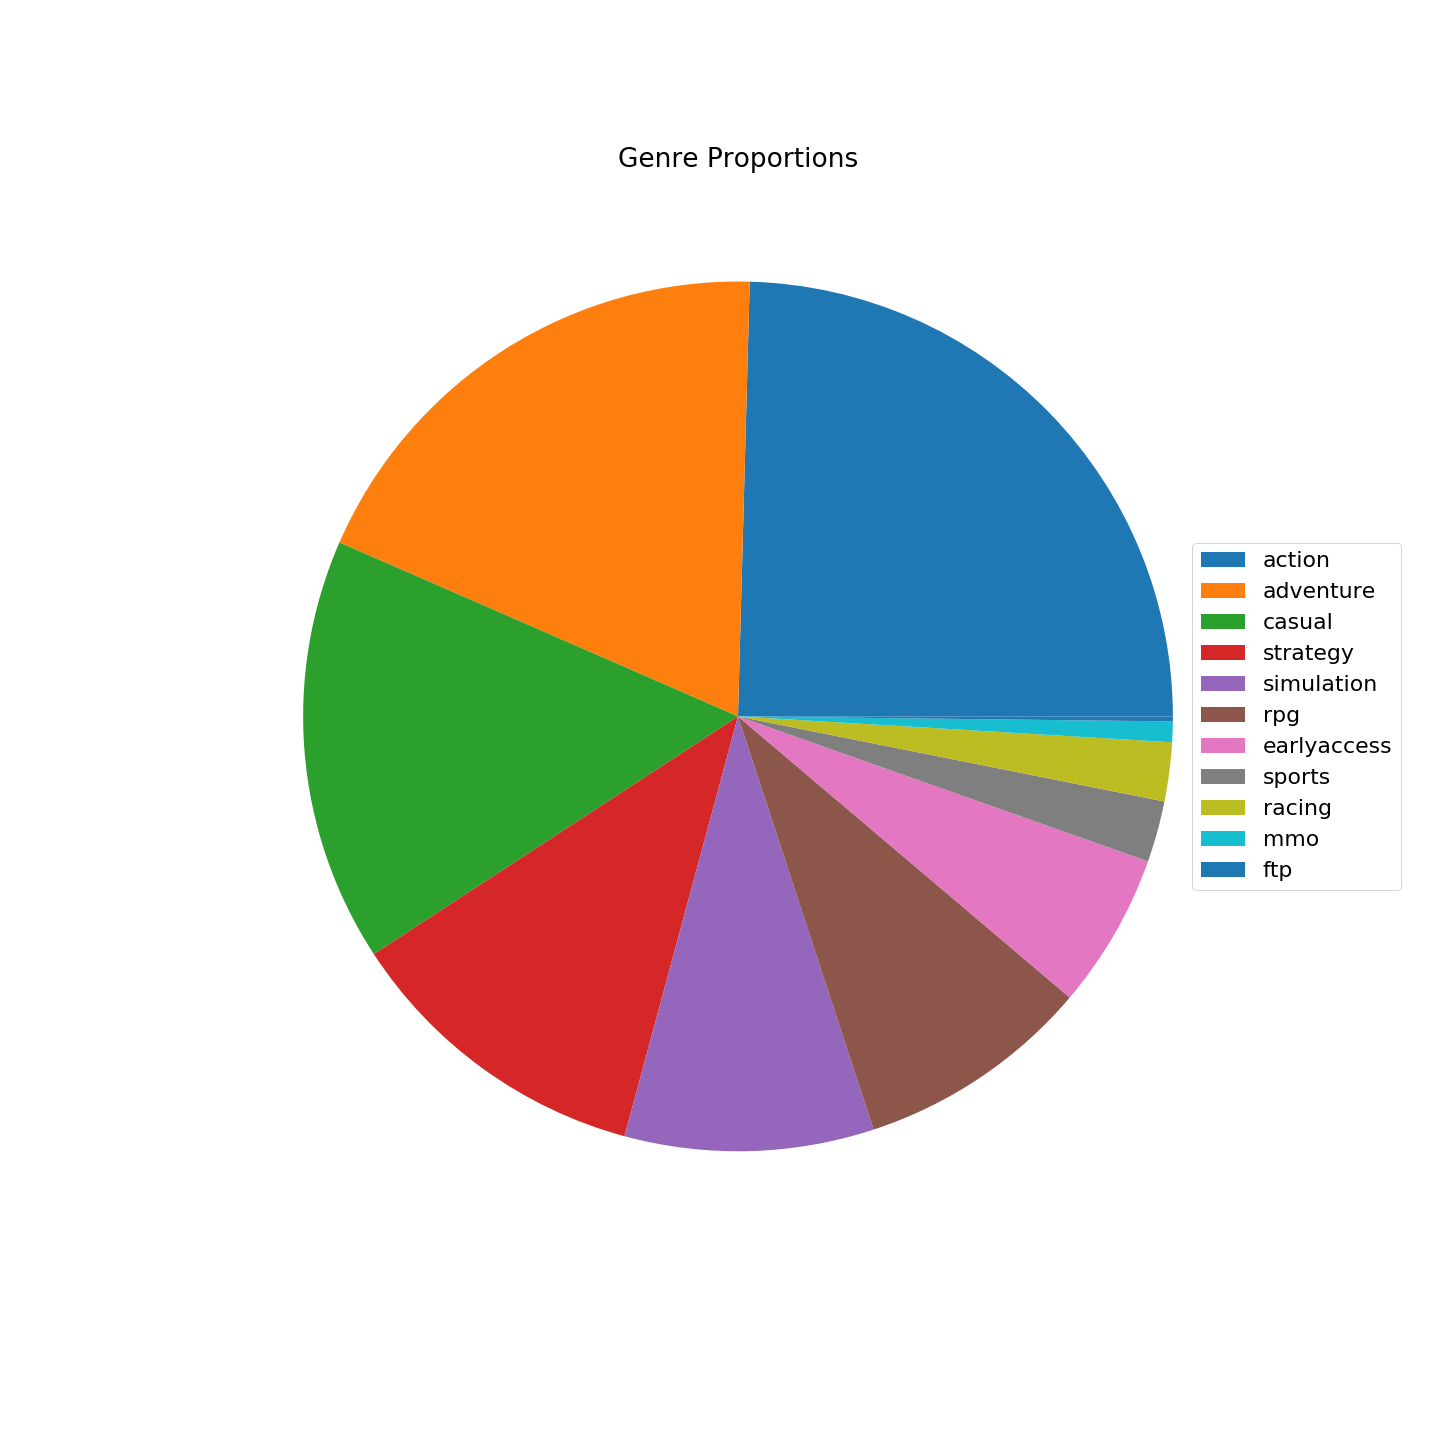 Genre Proportions
action
adventure
casual
strategy
simulation
rpg
earlyaccess
sports
racing
mmo
ftp